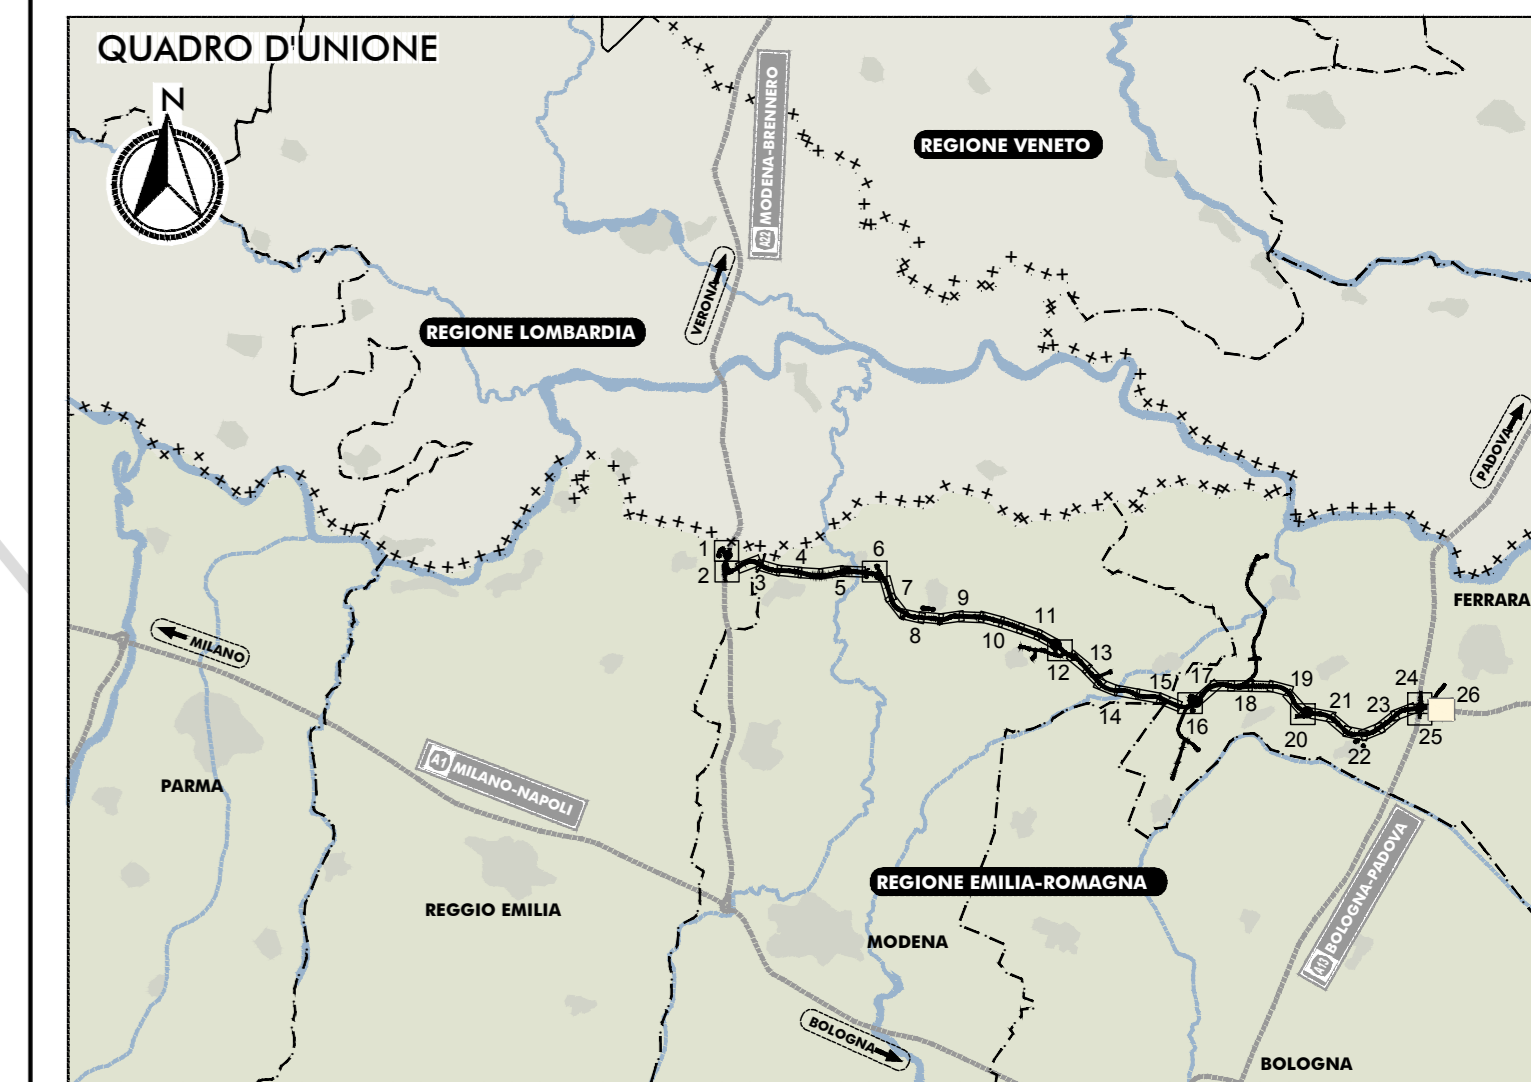 QUADRO D'UNIONE
N
A22 MODENA-BRENNERO
REGIONE VENETO
VERONA
REGIONE LOMBARDIA
PADOVA
1
2
3
4
5
6
7
8
9
10
11
12
13
14
15
16
17
18
19
20
21
22
23
24
25
26
FERRARA
MILANO
PARMA
A1 MILANO-NAPOLI
REGIONE EMILIA-ROMAGNA
REGGIO EMILIA
MODENA
A13 BOLOGNA-PADOVA
BOLOGNA
BOLOGNA